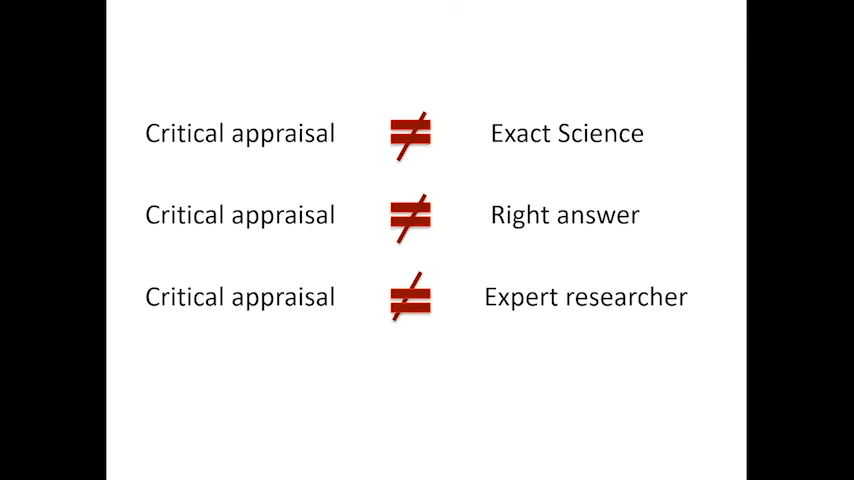 Critical appraisal ≠ Exact Science
Critical appraisal ≠ Right answer
Critical appraisal ≠ Expert researcher